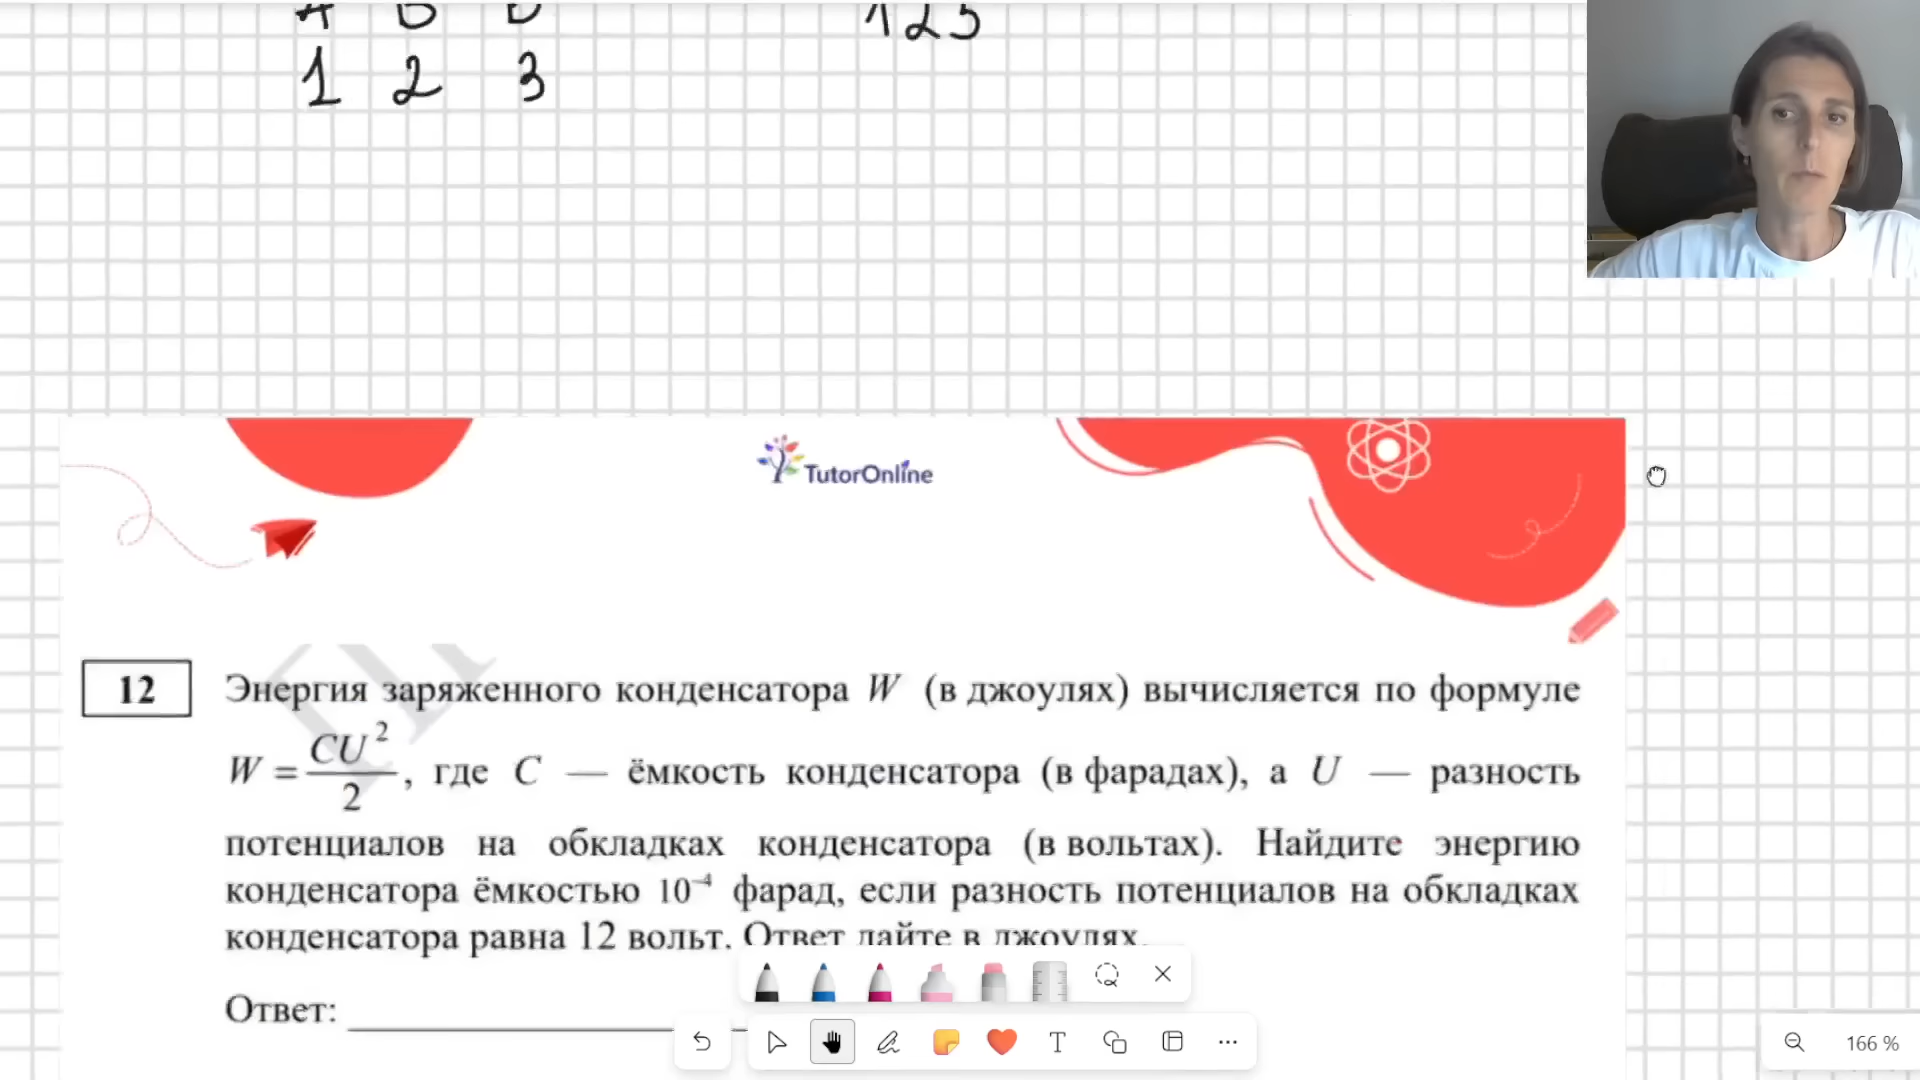 А В Б
125
1 2 3
TutorOnline
12
Энергия заряженного конденсатора W (в джоулях) вычисляется по формуле
W = CU²/2, где C — ёмкость конденсатора (в фарадах), а U — разность
потенциалов на обкладках конденсатора (в вольтах). Найдите энергию
конденсатора ёмкостью 10⁻⁴ фарад, если разность потенциалов на обкладках
конденсатора равна 12 вольт. Ответ дайте в джоулях.
Ответ:
T
166 %